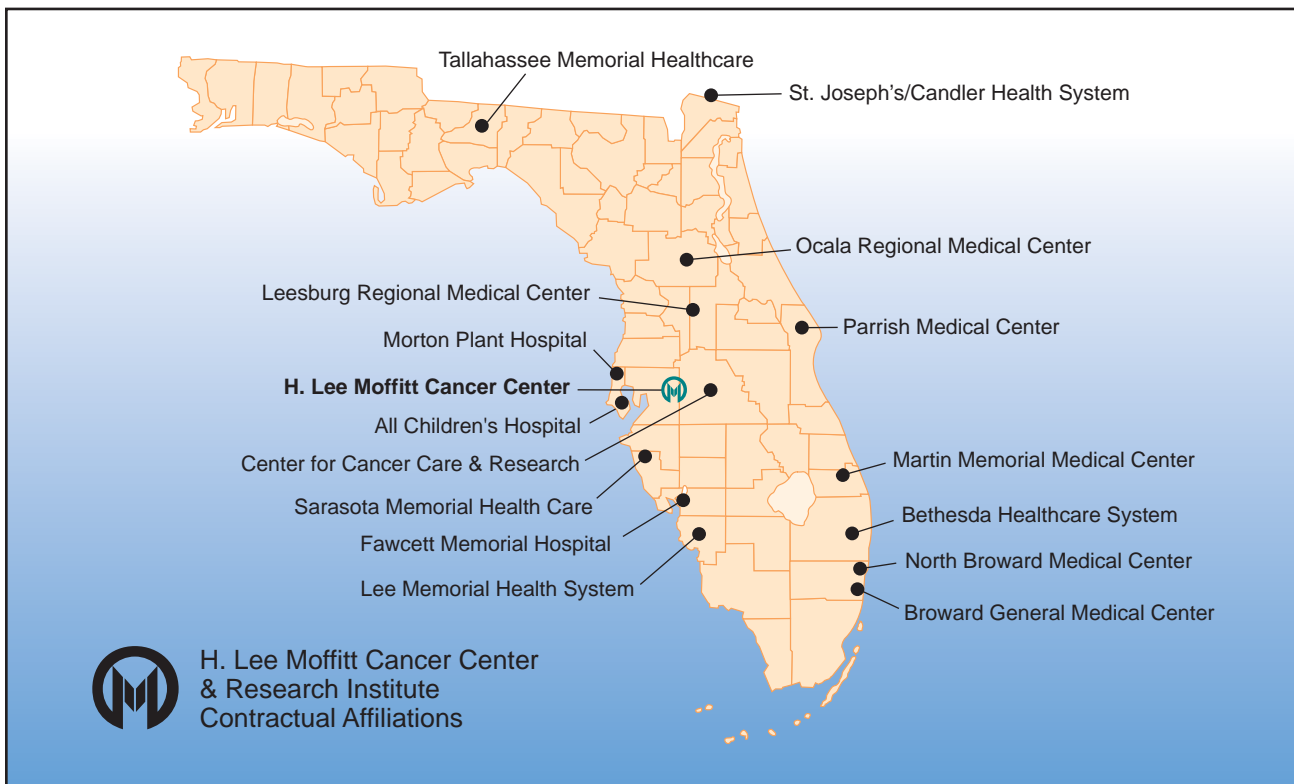 Tallahassee Memorial Healthcare
St. Joseph's/Candler Health System
Ocala Regional Medical Center
Leesburg Regional Medical Center
Parrish Medical Center
Morton Plant Hospital
H. Lee Moffitt Cancer Center
All Children's Hospital
Center for Cancer Care & Research
Martin Memorial Medical Center
Sarasota Memorial Health Care
Bethesda Healthcare System
Fawcett Memorial Hospital
North Broward Medical Center
Lee Memorial Health System
Broward General Medical Center
H. Lee Moffitt Cancer Center
& Research Institute
Contractual Affiliations